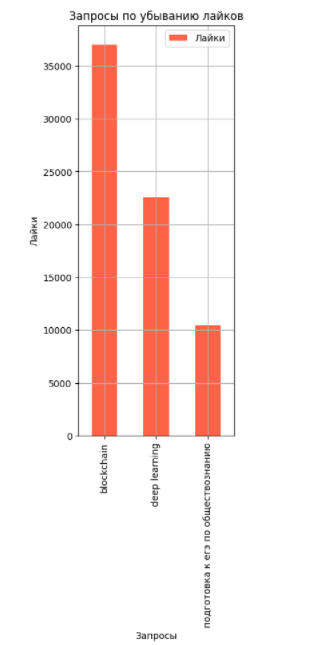 Запросы по убыванию лайков
Лайки
35000
30000
25000
20000
15000
10000
5000
0
Лайки
blockchain
deep learning
подготовка к егэ по обществознанию
Запросы